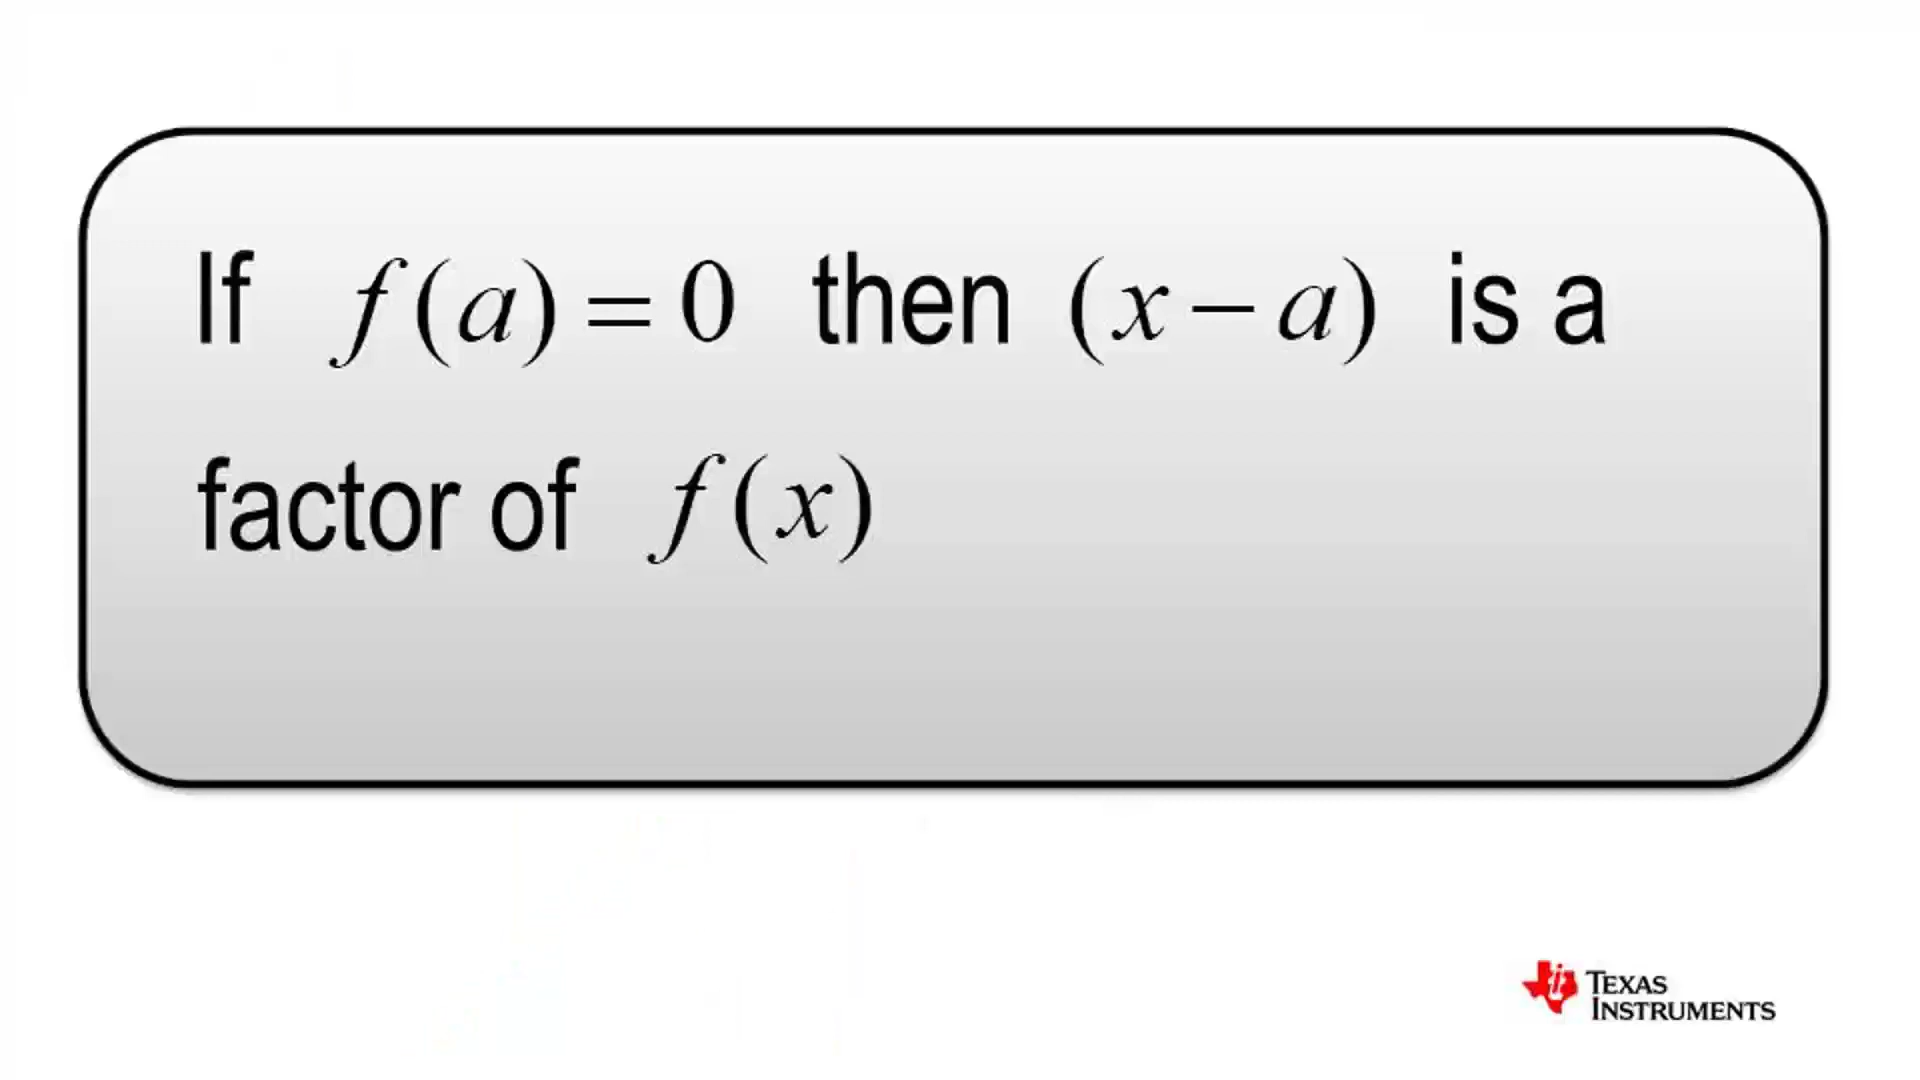 If f(a) = 0 then (x − a) is a
factor of f(x)
TEXAS
INSTRUMENTS